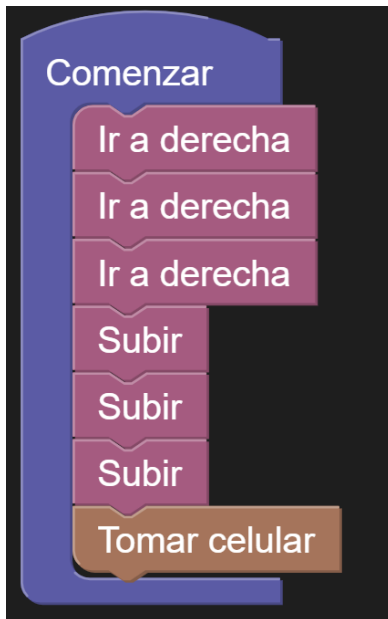 Comenzar
Ir a derecha
Ir a derecha
Ir a derecha
Subir
Subir
Subir
Tomar celular